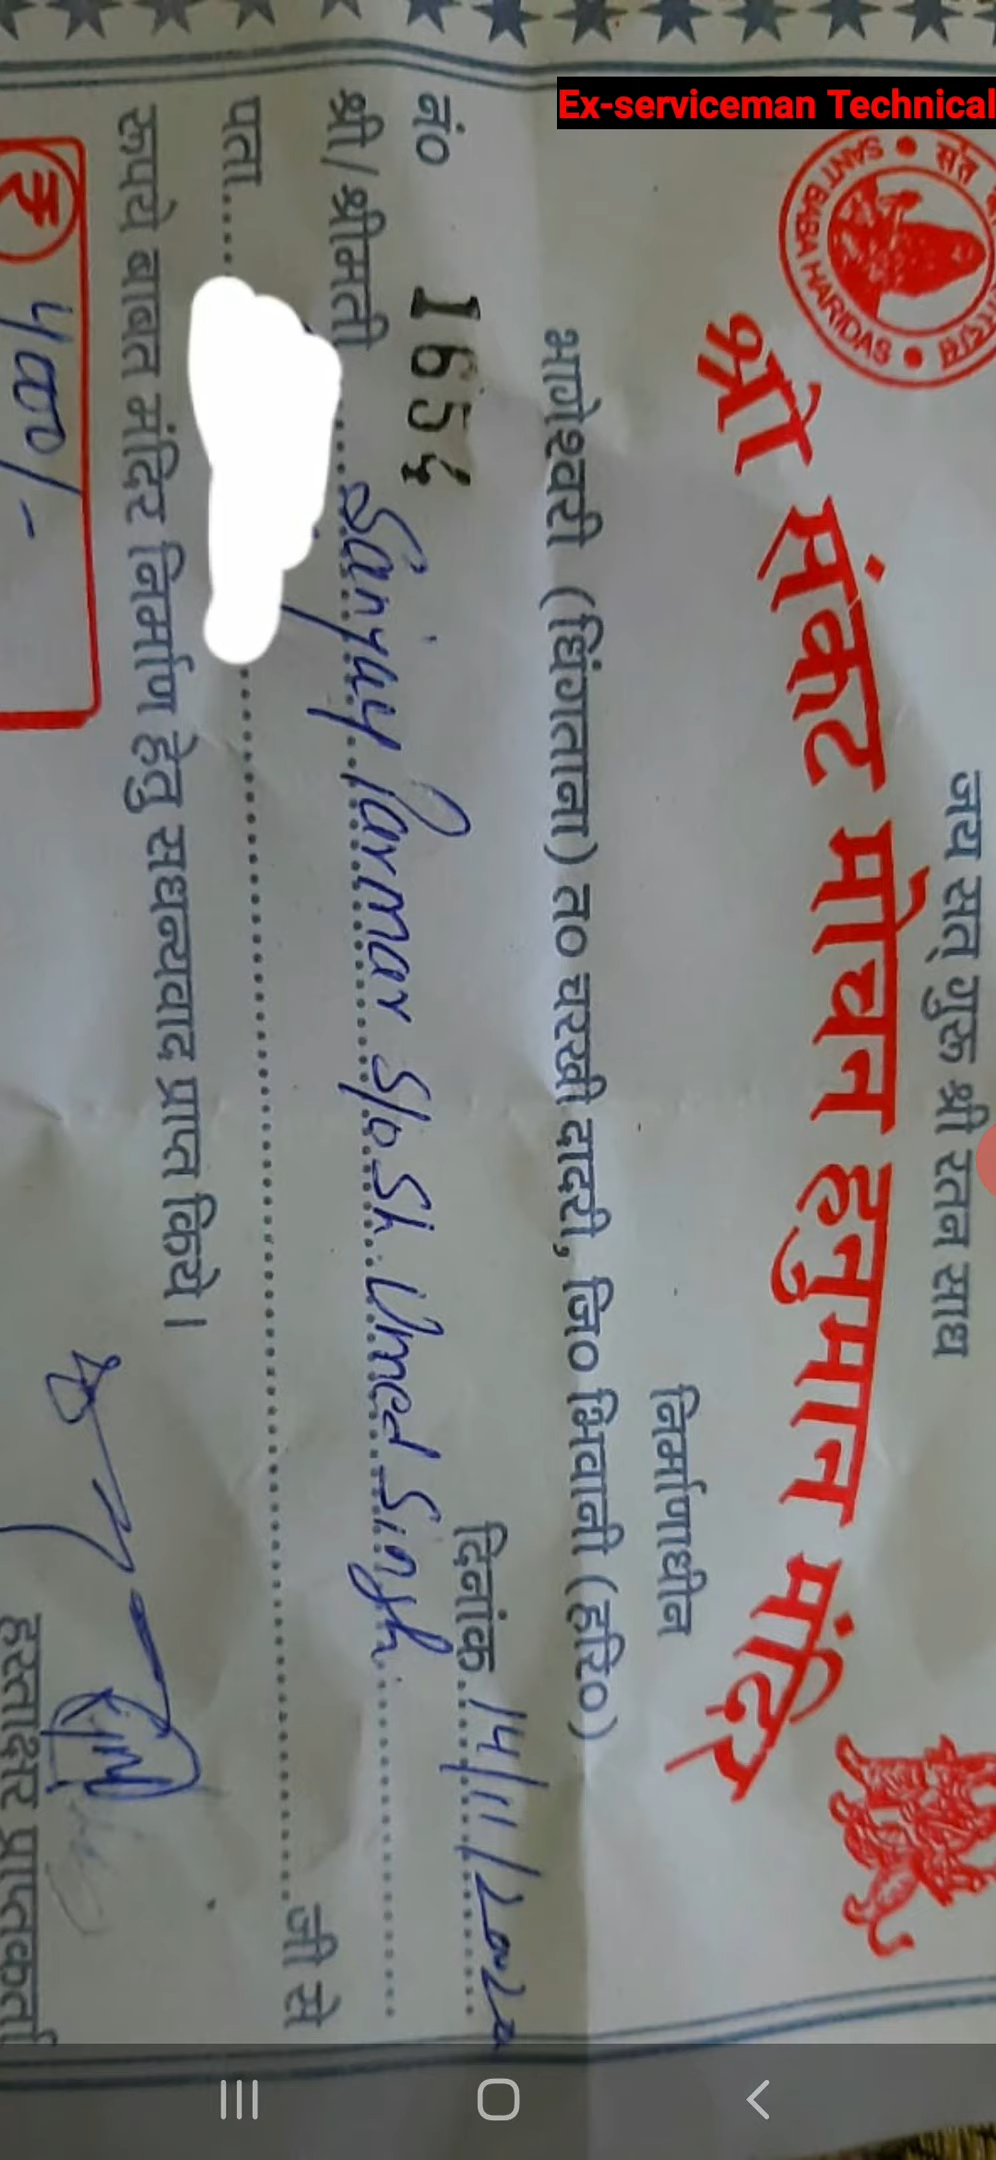 Ex-serviceman Technical
जय सत् गुरू श्री रतन साध
SANT BABA HARIDAS
संत
श्री संकट मोचन हनुमान मंदिर
निर्माणाधीन
भागेश्वरी (धिंगताना) त० चरखी दादरी, जि० भिवानी (हरि०)
नं० 1654 दिनांक 14/11/2020
श्री/श्रीमती Sanjay Parmar S/o Sh. Umed Singh
पता.... जी से
रूपये बाबत मंदिर निर्माण हेतु सधन्यवाद प्राप्त किये।
₹
हस्ताक्षर प्राप्तकर्ता